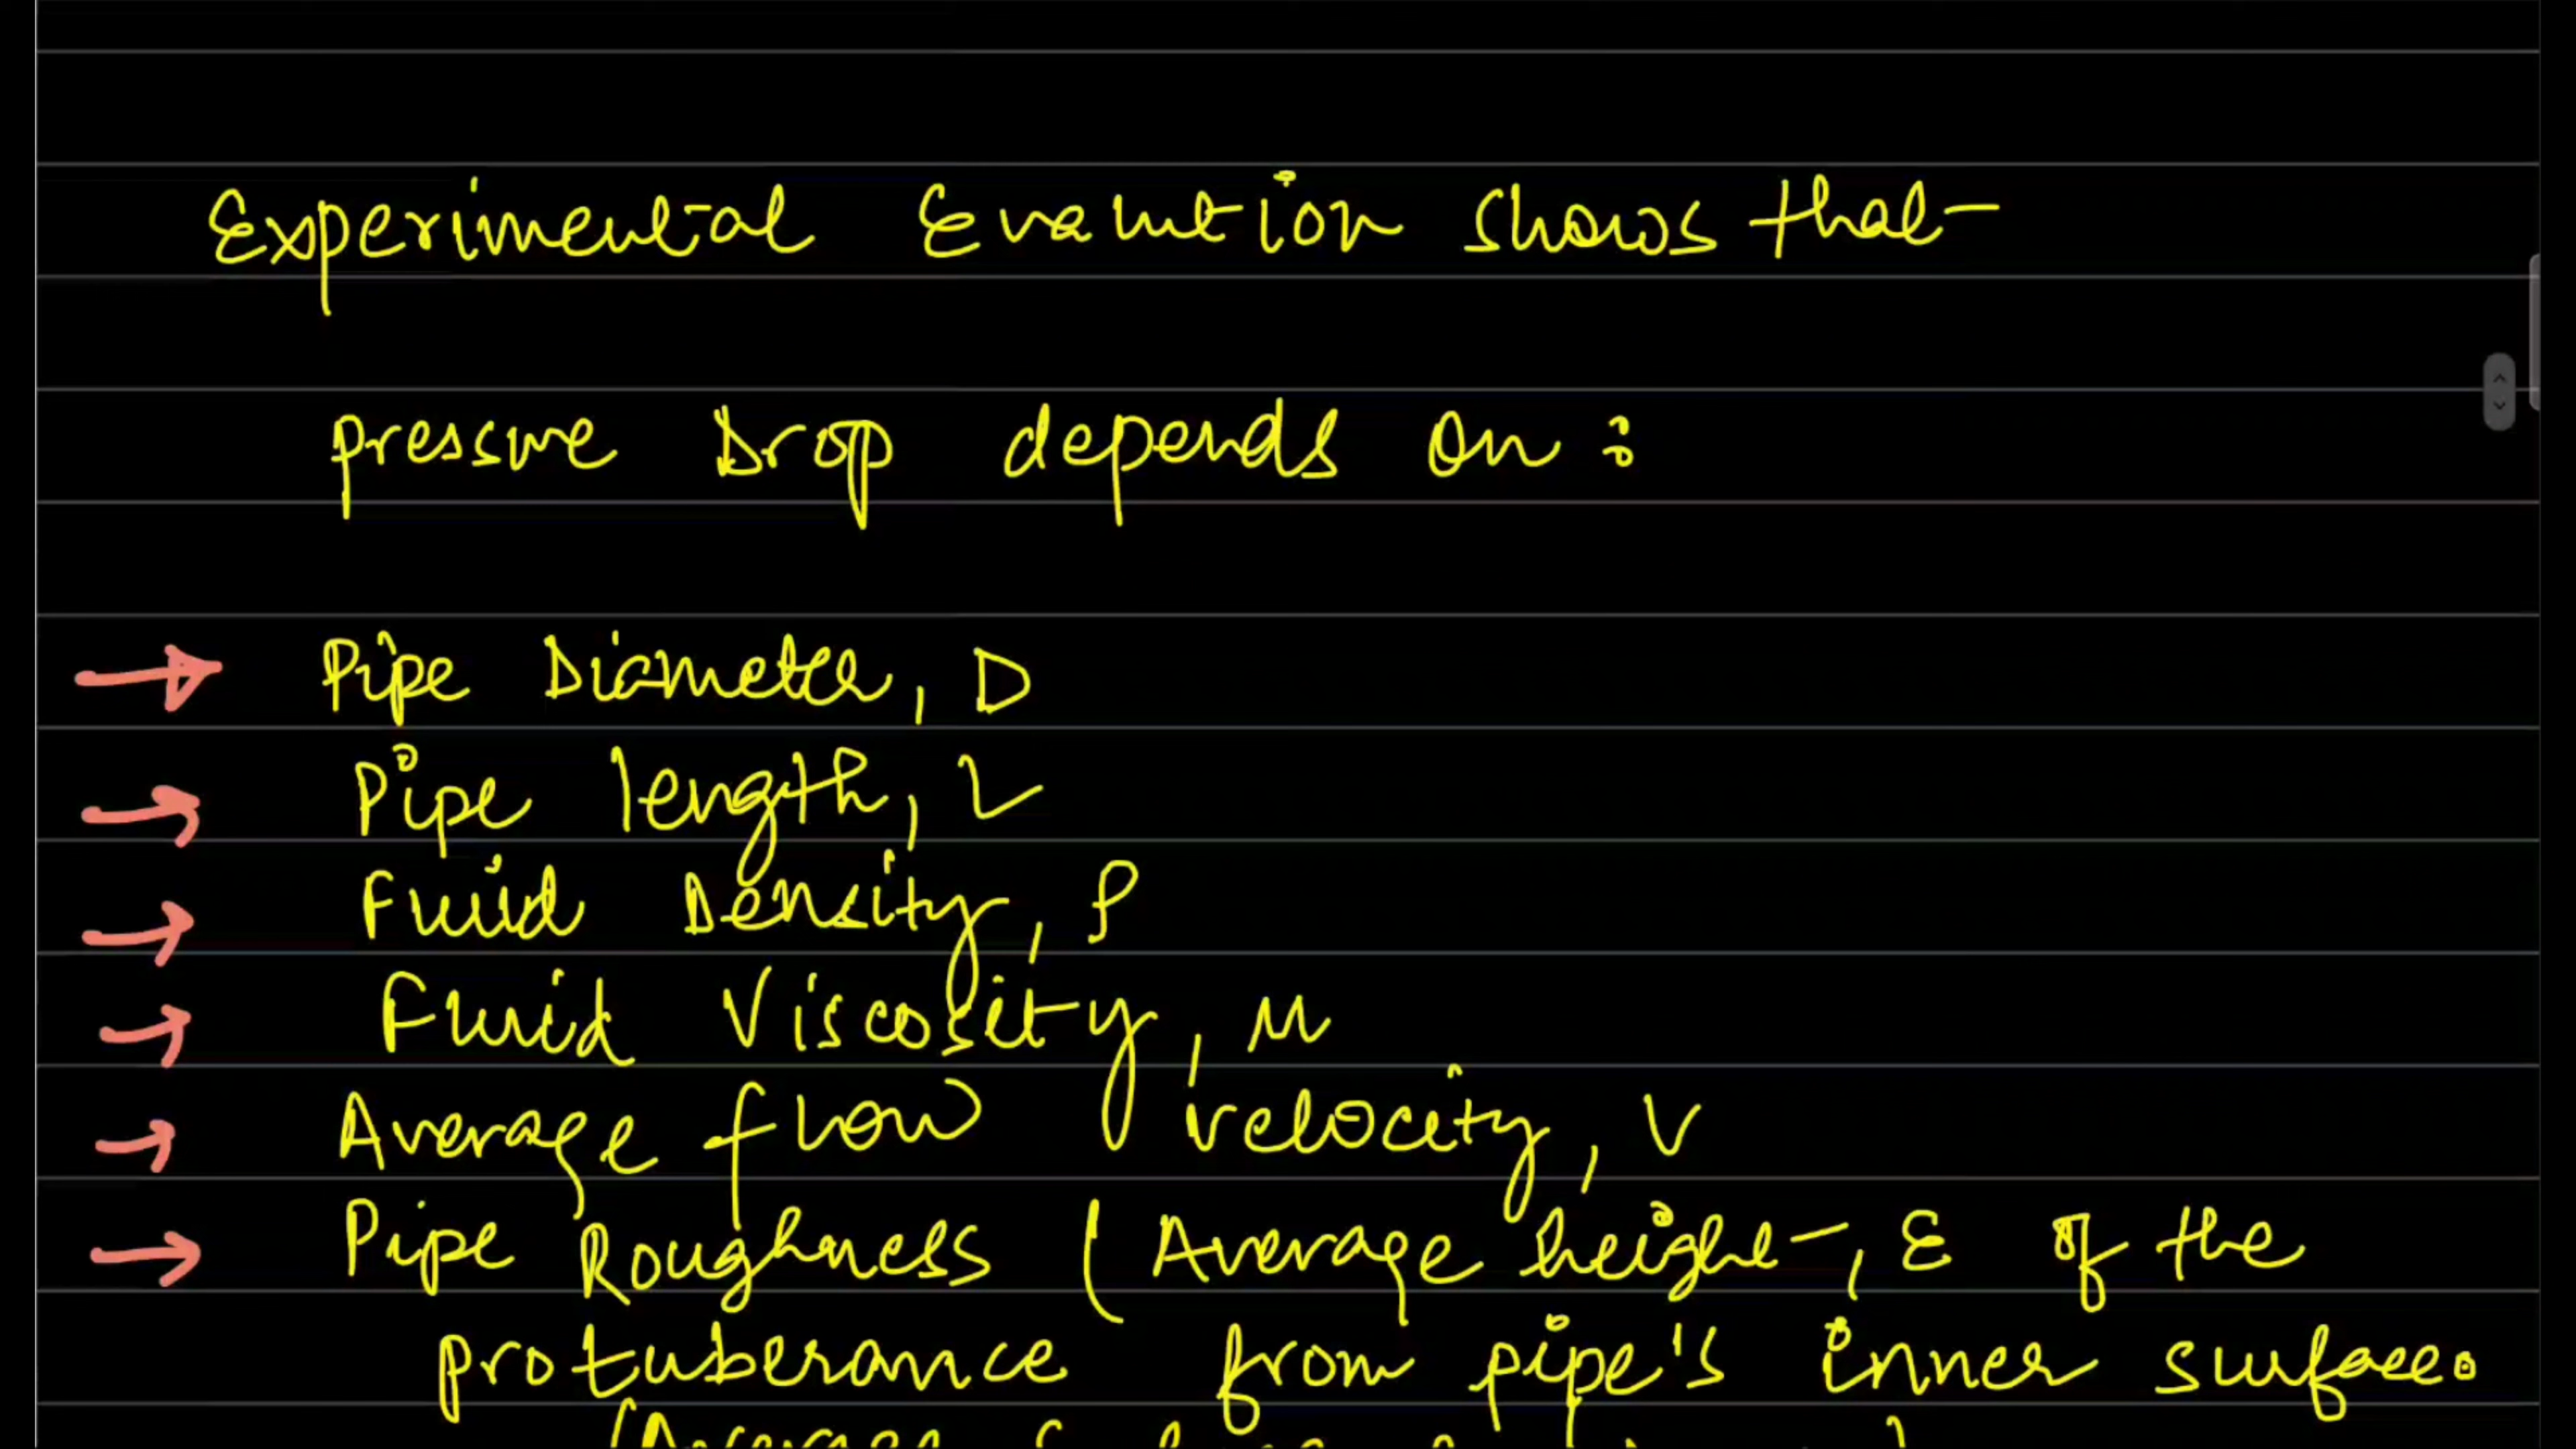 Experimental Evaluation shows that
pressure Drop depends on :
Pipe Diameter, D
Pipe length, L
Fluid Density, ρ
Fluid Viscosity, μ
Average flow velocity, V
Pipe Roughness (Average height, ε of the
protuberance from pipe's inner surface.
(Average